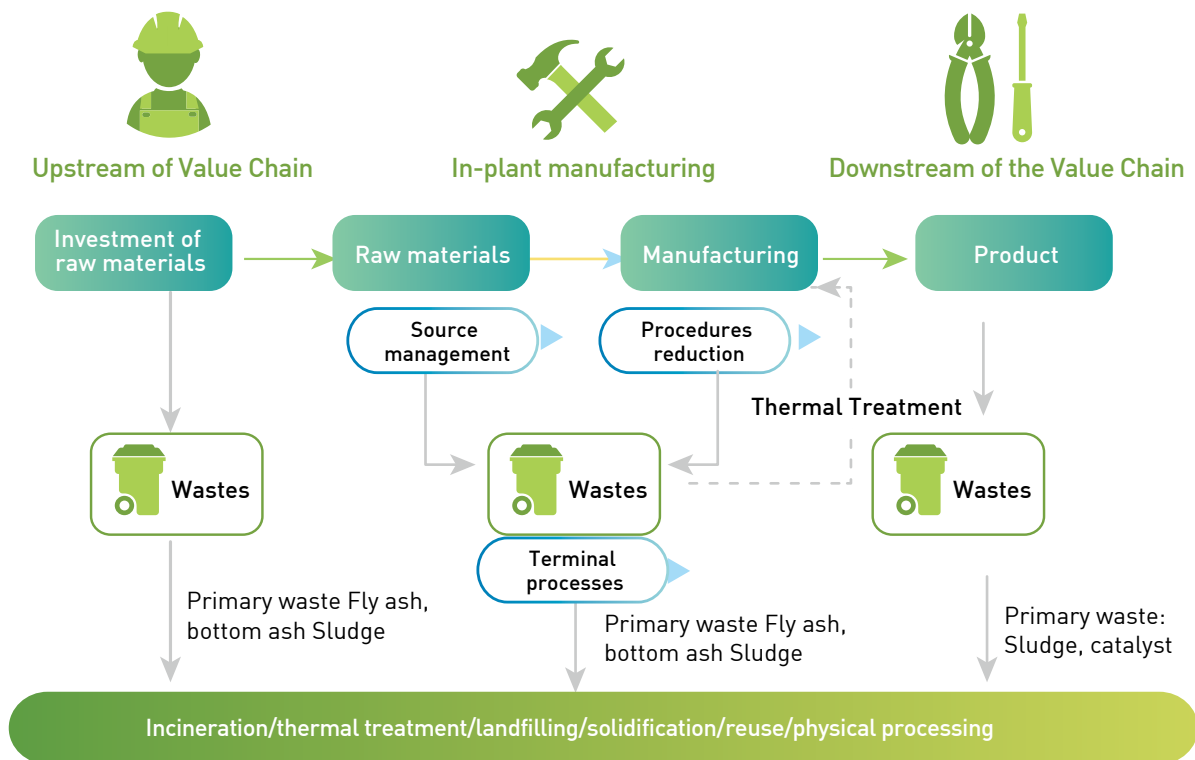 Upstream of Value Chain
In-plant manufacturing
Downstream of the Value Chain
Investment of
raw materials
Raw materials
Manufacturing
Product
Source
management
Procedures
reduction
Thermal Treatment
Wastes
Wastes
Wastes
Terminal
processes
Primary waste Fly ash,
bottom ash Sludge
Primary waste Fly ash,
bottom ash Sludge
Primary waste:
Sludge, catalyst
Incineration/thermal treatment/landfilling/solidification/reuse/physical processing